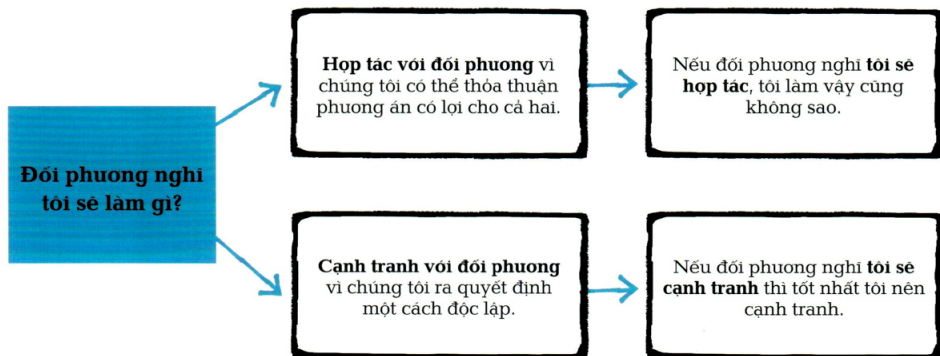 Đối phương nghĩ
tôi sẽ làm gì?
Hợp tác với đối phương vì
chúng tôi có thể thỏa thuận
phương án có lợi cho cả hai.
Nếu đối phương nghĩ tôi sẽ
hợp tác, tôi làm vậy cũng
không sao.
Cạnh tranh với đối phương
vì chúng tôi ra quyết định
một cách độc lập.
Nếu đối phương nghĩ tôi sẽ
cạnh tranh thì tốt nhất tôi nên
cạnh tranh.